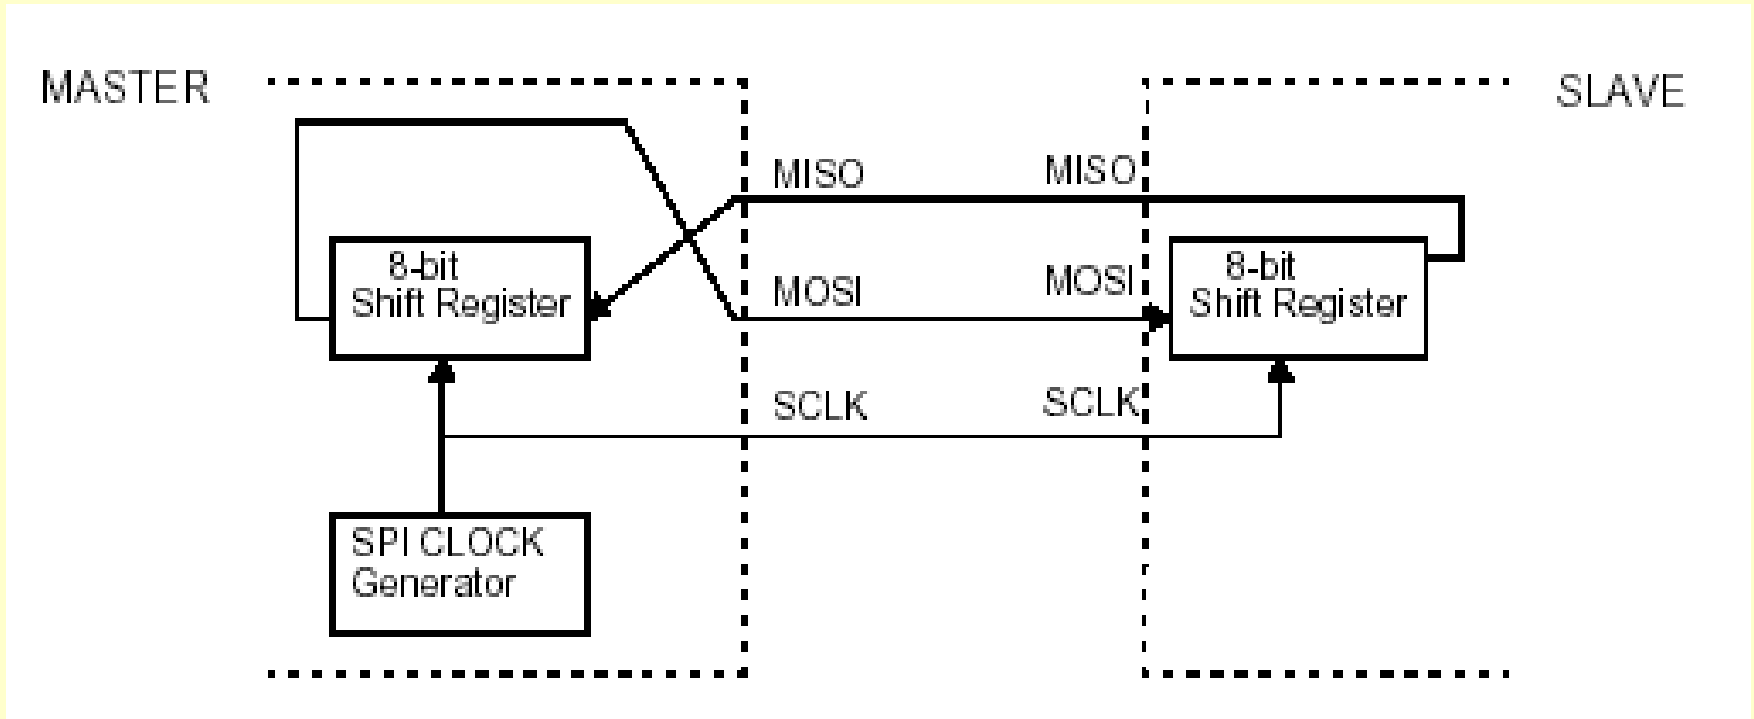 MASTER
SLAVE
MISO
MISO
8-bit
Shift Register
MOSI
MOSI
8-bit
Shift Register
SCLK
SCLK
SPI CLOCK
Generator